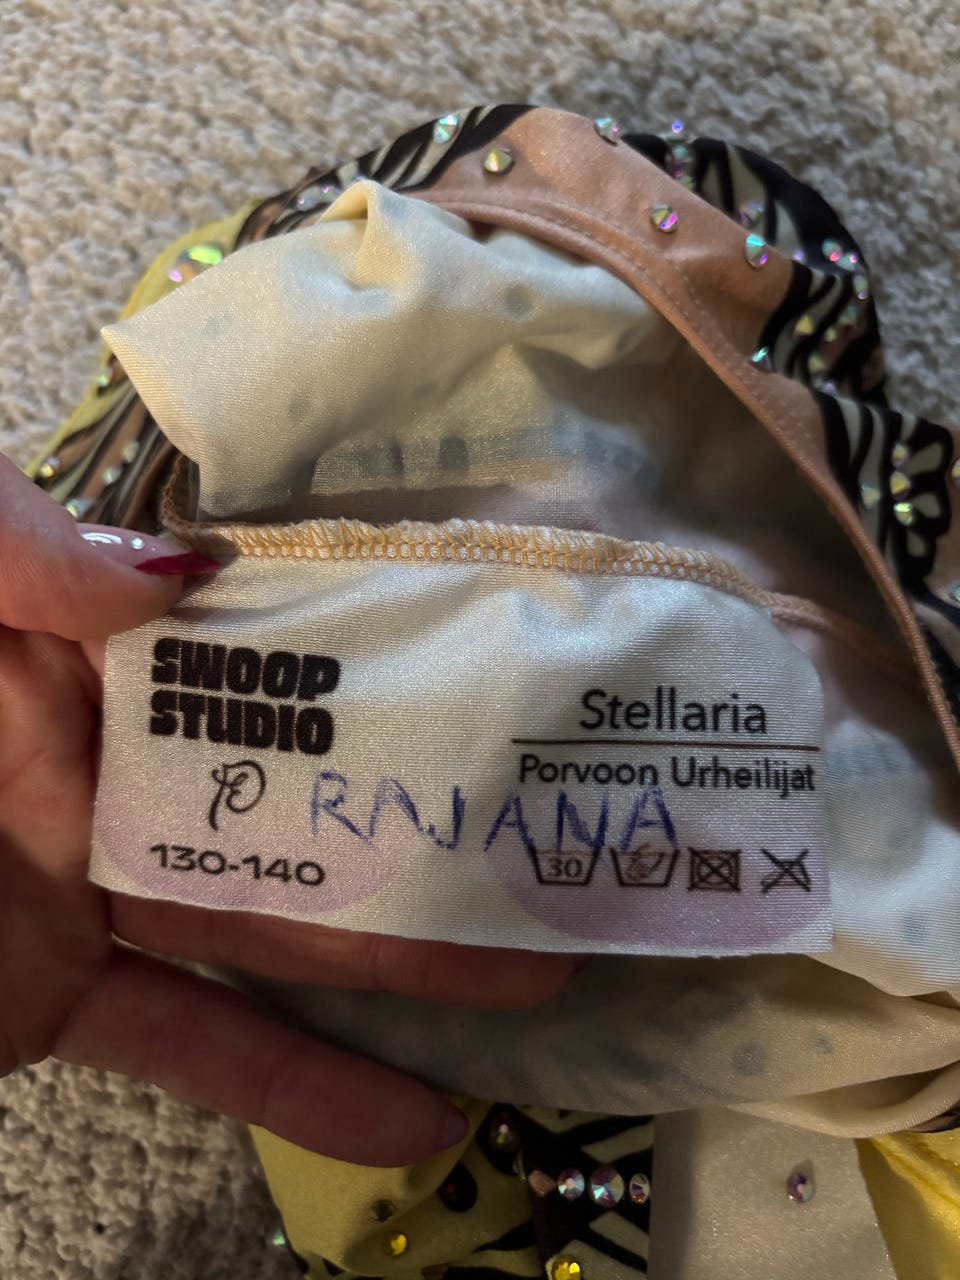 SWOOP
STUDIO
130-140
Stellaria
Porvoon Urheilijat
RAJANA
30